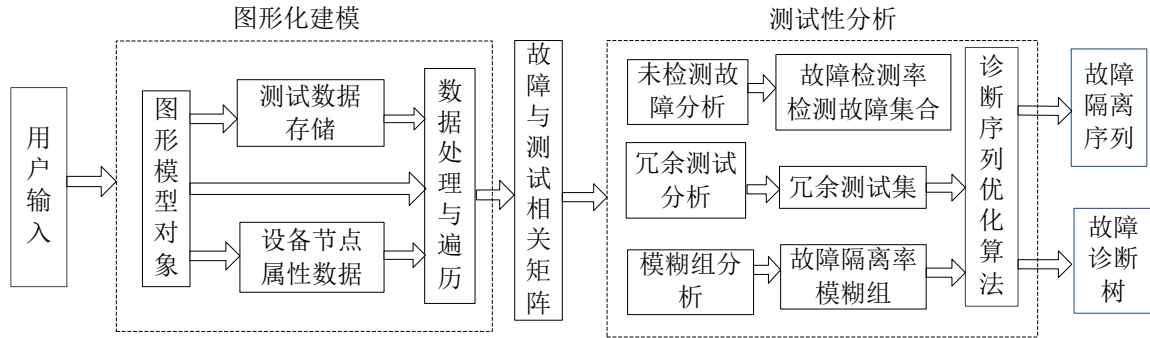 图形化建模
测试性分析
用户输入
图形模型对象
测试数据
存储
设备节点
属性数据
数据处理与遍历
故障与测试相关矩阵
未检测故
障分析
故障检测率
检测故障集合
冗余测试
分析
冗余测试集
模糊组分
析
故障隔离率
模糊组
诊断序列优化算法
故障
隔离
序列
故障
诊断
树